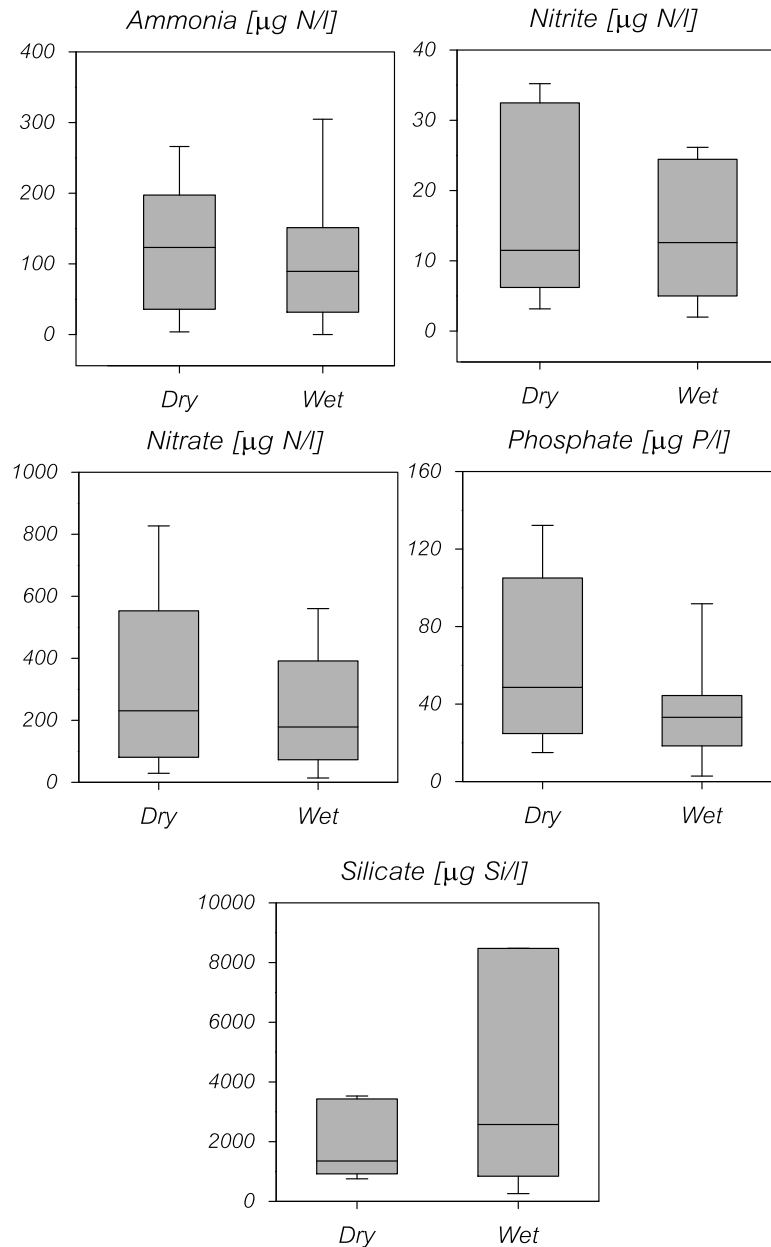 Ammonia [µg N/l]
400
300
200
100
0
Dry Wet
Nitrite [µg N/l]
40
30
20
10
0
Dry Wet
Nitrate [µg N/l]
1000
800
600
400
200
0
Dry Wet
Phosphate [µg P/l]
160
120
80
40
0
Dry Wet
Silicate [µg Si/l]
10000
8000
6000
4000
2000
0
Dry Wet